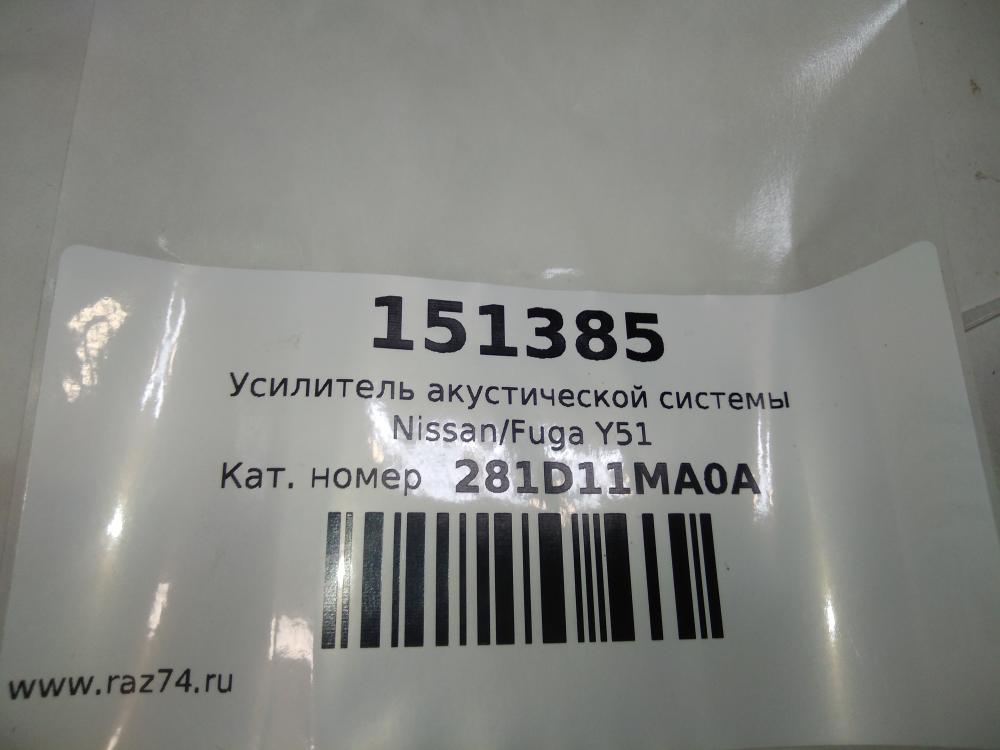 151385
Усилитель акустической системы
Nissan/Fuga Y51
Кат. номер 281D11MA0A
www.raz74.ru